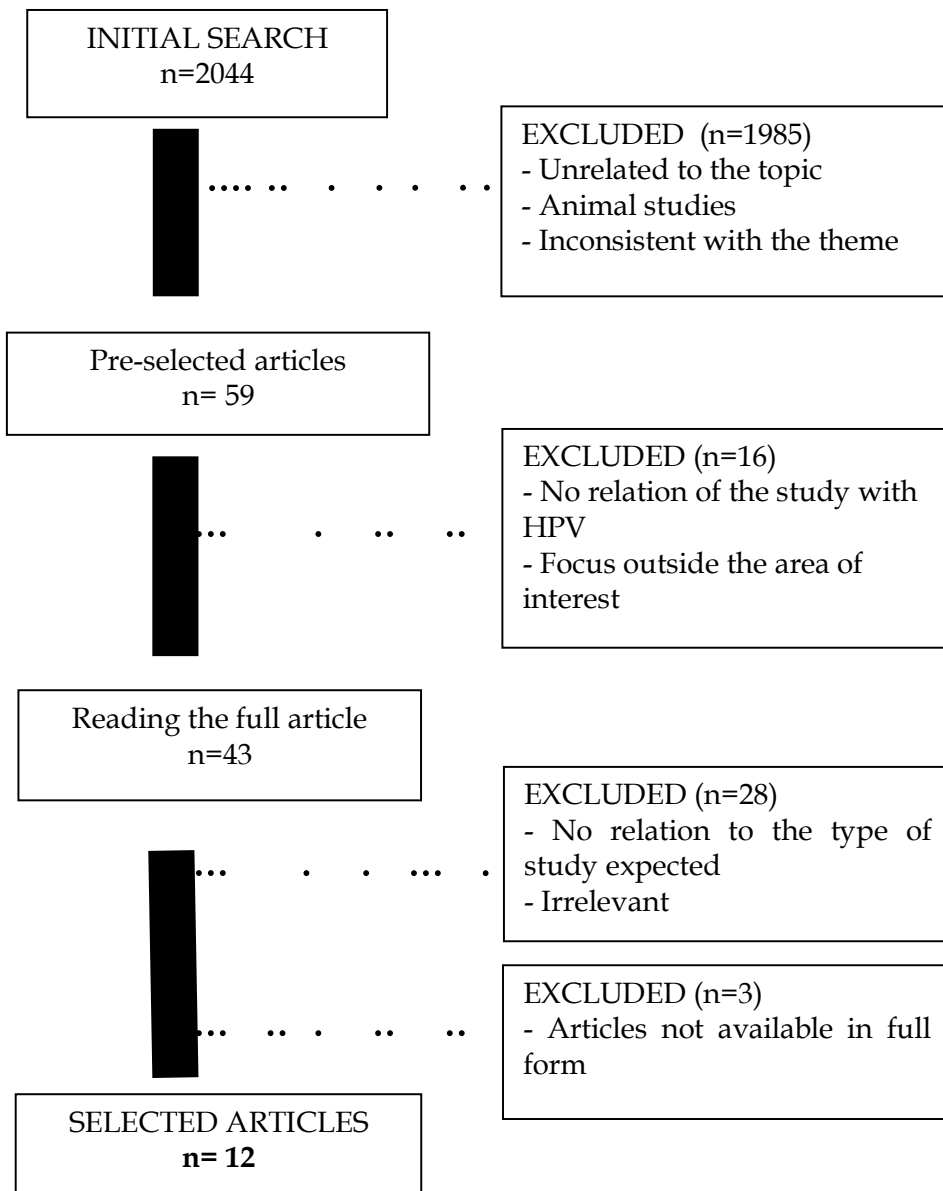 INITIAL SEARCH
n=2044
EXCLUDED (n=1985)
- Unrelated to the topic
- Animal studies
- Inconsistent with the theme
Pre-selected articles
n= 59
EXCLUDED (n=16)
- No relation of the study with
HPV
- Focus outside the area of
interest
Reading the full article
n=43
EXCLUDED (n=28)
- No relation to the type of
study expected
- Irrelevant
EXCLUDED (n=3)
- Articles not available in full
form
SELECTED ARTICLES
n= 12